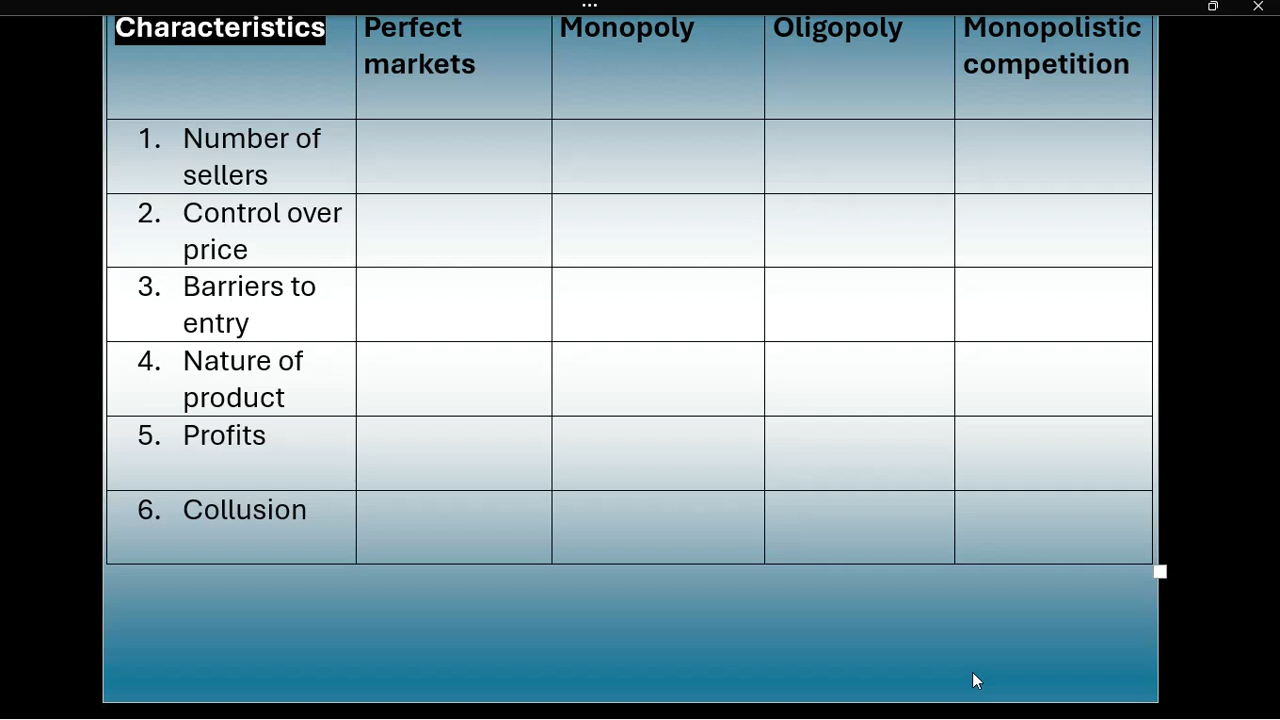 Characteristics Perfect markets Monopoly Oligopoly Monopolistic competition
1. Number of sellers
2. Control over price
3. Barriers to entry
4. Nature of product
5. Profits
6. Collusion